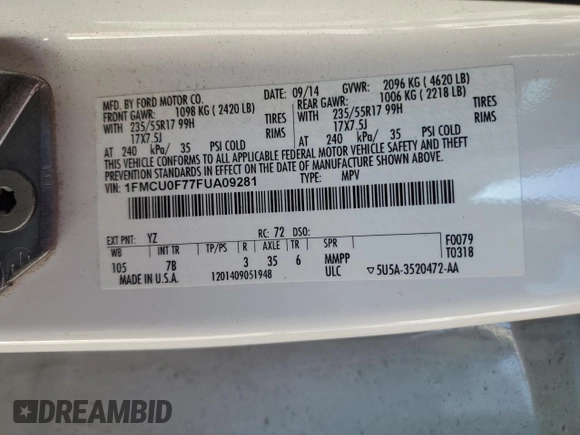 MFD. BY FORD MOTOR CO. 09/14 GVWR: 2096 KG (4620 LB)
FRONT GAWR: 1098 KG (2420 LB) REAR GAWR: 1006 KG (2218 LB)
WITH 235/55R17 99H TIRES WITH 235/55R17 99H TIRES
17X7.5J RIMS 17X7.5J RIMS
AT 240 kPa/ 35 PSI COLD AT 240 kPa/ 35 PSI COLD
THIS VEHICLE CONFORMS TO ALL APPLICABLE FEDERAL MOTOR VEHICLE SAFETY AND THEFT
PREVENTION STANDARDS IN EFFECT ON THE DATE OF MANUFACTURE SHOWN ABOVE.
VIN: 1FMCU0F77FUA09281 TYPE: MPV
EXT PNT: YZ RC: 72 DSO: F0079
WB INT TR TP/PS R AXLE TR SPR T0318
105 7B 3 35 6 MMPP
MADE IN U.S.A. 1201409051948 ULC ▽5U5A-3520472-AA
DREAMBID